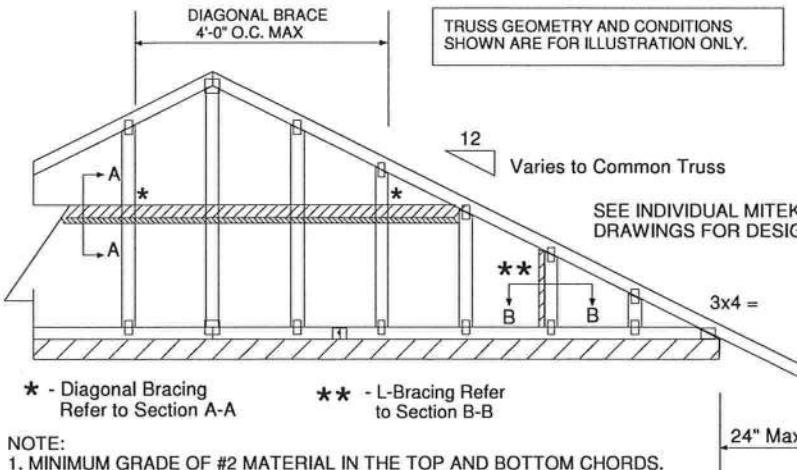 DIAGONAL BRACE
4'-0" O.C. MAX
TRUSS GEOMETRY AND CONDITIONS
SHOWN ARE FOR ILLUSTRATION ONLY.
12
Varies to Common Truss
A
*
*
A
SEE INDIVIDUAL MITEK
DRAWINGS FOR DESIG
**
B
B
3x4 =
* - Diagonal Bracing
Refer to Section A-A
** - L-Bracing Refer
to Section B-B
24" Max
NOTE:
1. MINIMUM GRADE OF #2 MATERIAL IN THE TOP AND BOTTOM CHORDS.